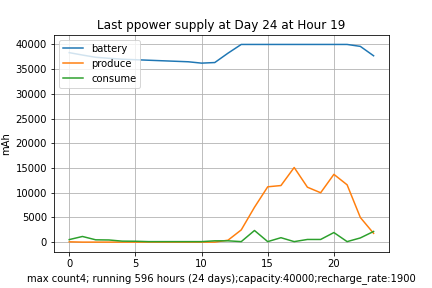 Last ppower supply at Day 24 at Hour 19
40000
35000
30000
25000
20000
15000
10000
5000
0
mAh
battery
produce
consume
0 5 10 15 20
max count4; running 596 hours (24 days);capacity:40000;recharge_rate:1900